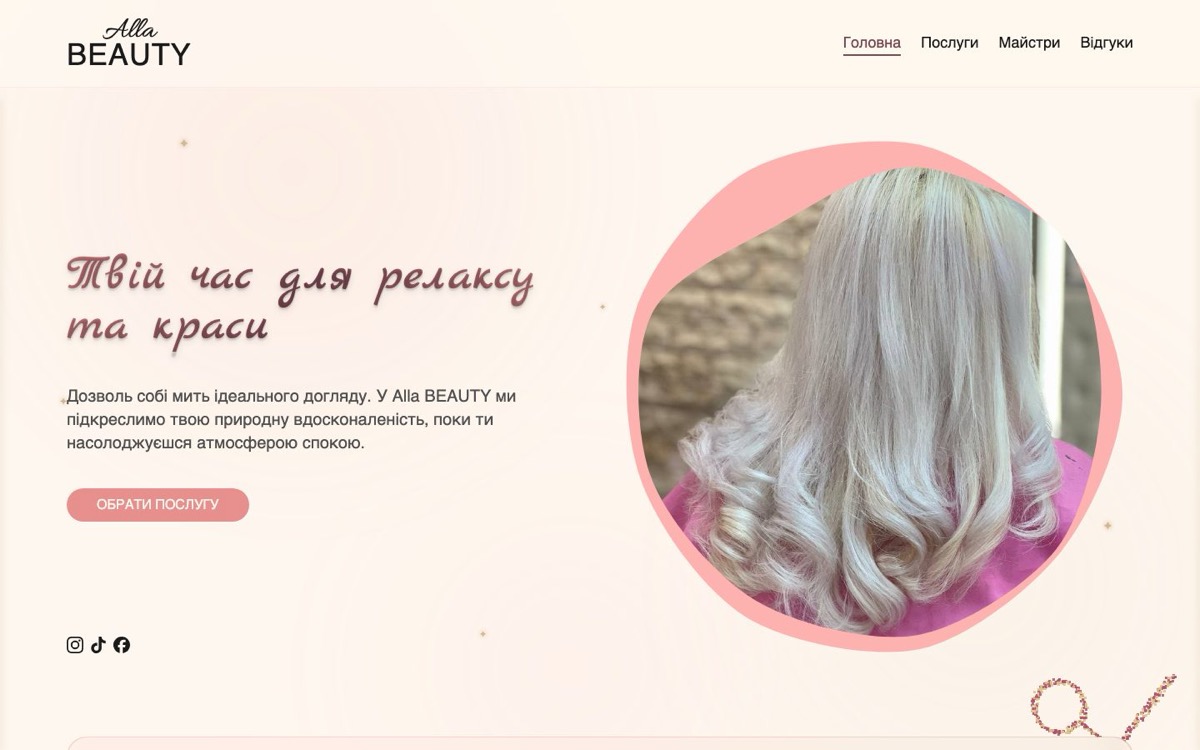 Alla
BEAUTY
Головна Послуги Майстри Відгуки
Твій час для релаксу
та краси
Дозволь собі мить ідеального догляду. У Alla BEAUTY ми
підкреслимо твою природну вдосконаленість, поки ти
насолоджуєшся атмосферою спокою.
ОБРАТИ ПОСЛУГУ